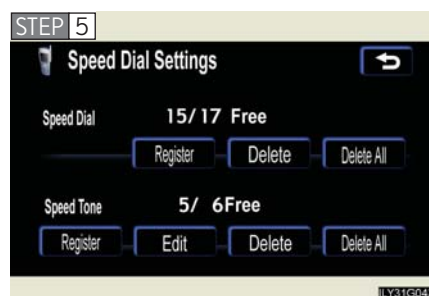 STEP 5
Speed Dial Settings
Speed Dial 15/17 Free
Register Delete Delete All
Speed Tone 5/ 6Free
Register Edit Delete Delete All
ILY31G04